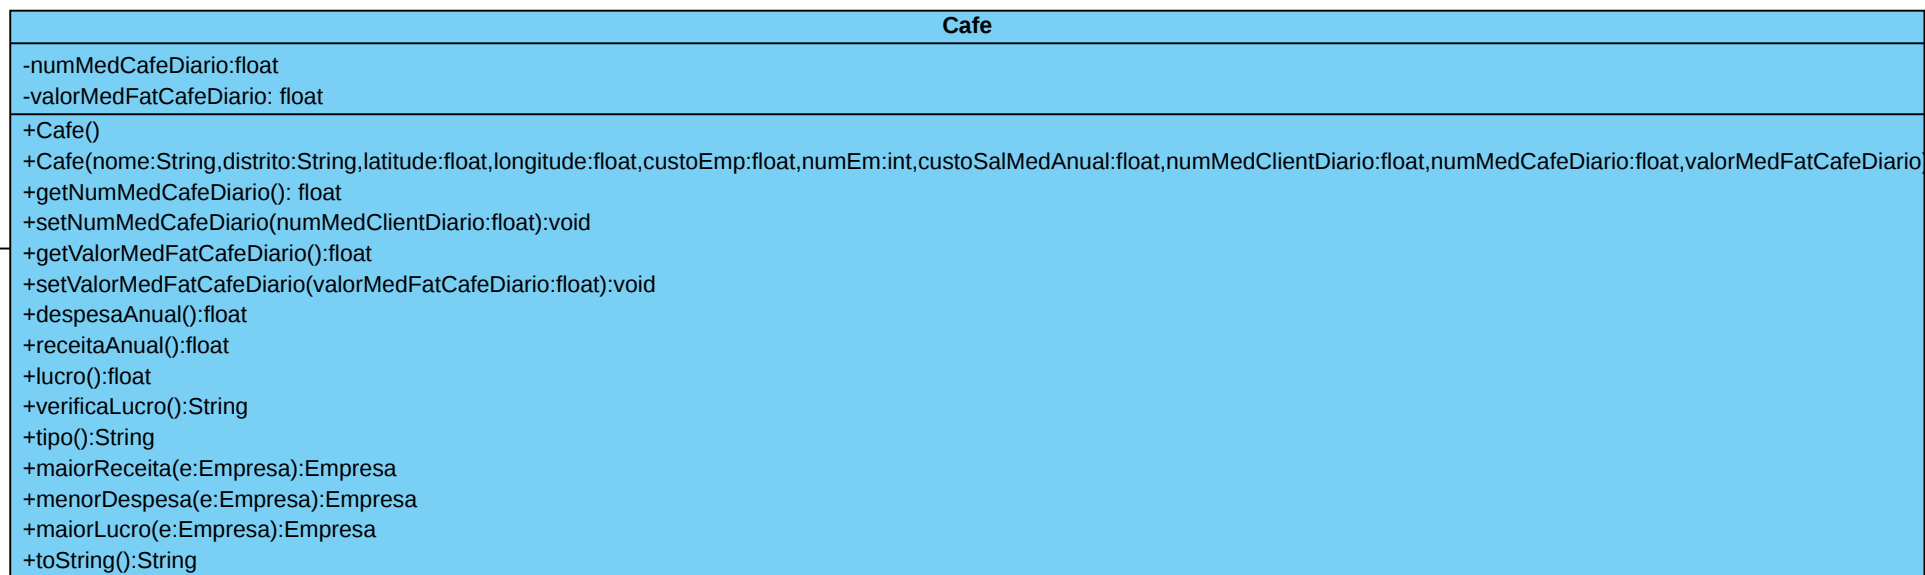 Cafe
-numMedCafeDiario:float
-valorMedFatCafeDiario: float
+Cafe()
+Cafe(nome:String,distrito:String,latitude:float,longitude:float,custoEmp:float,numEm:int,custoSalMedAnual:float,numMedClientDiario:float,numMedCafeDiario:float,valorMedFatCafeDiario)
+getNumMedCafeDiario(): float
+setNumMedCafeDiario(numMedClientDiario:float):void
+getValorMedFatCafeDiario():float
+setValorMedFatCafeDiario(valorMedFatCafeDiario:float):void
+despesaAnual():float
+receitaAnual():float
+lucro():float
+verificaLucro():String
+tipo():String
+maiorReceita(e:Empresa):Empresa
+menorDespesa(e:Empresa):Empresa
+maiorLucro(e:Empresa):Empresa
+toString():String